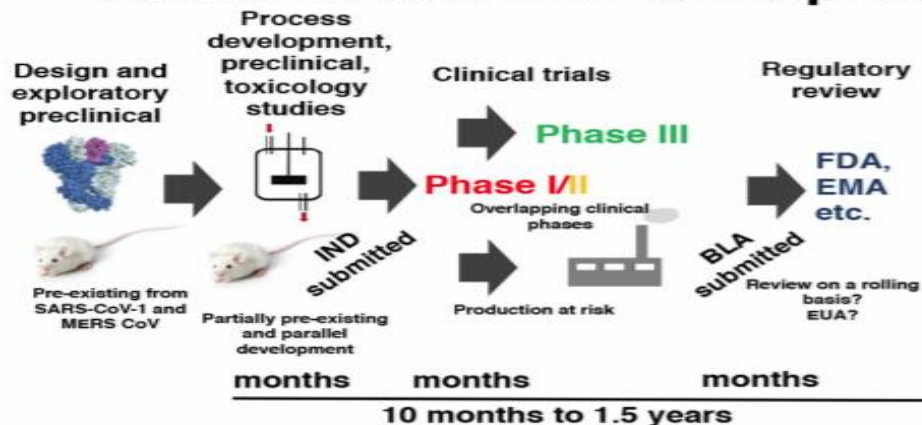 Design and
exploratory
preclinical
Process
development,
preclinical,
toxicology
studies
Clinical trials
Regulatory
review
Phase III
Phase I/II
Overlapping clinical
phases
FDA,
EMA
etc.
IND
submitted
BLA
submitted
Pre-existing from
SARS-CoV-1 and
MERS CoV
Partially pre-existing
and parallel
development
Production at risk
Review on a rolling
basis?
EUA?
months
months
months
10 months to 1.5 years